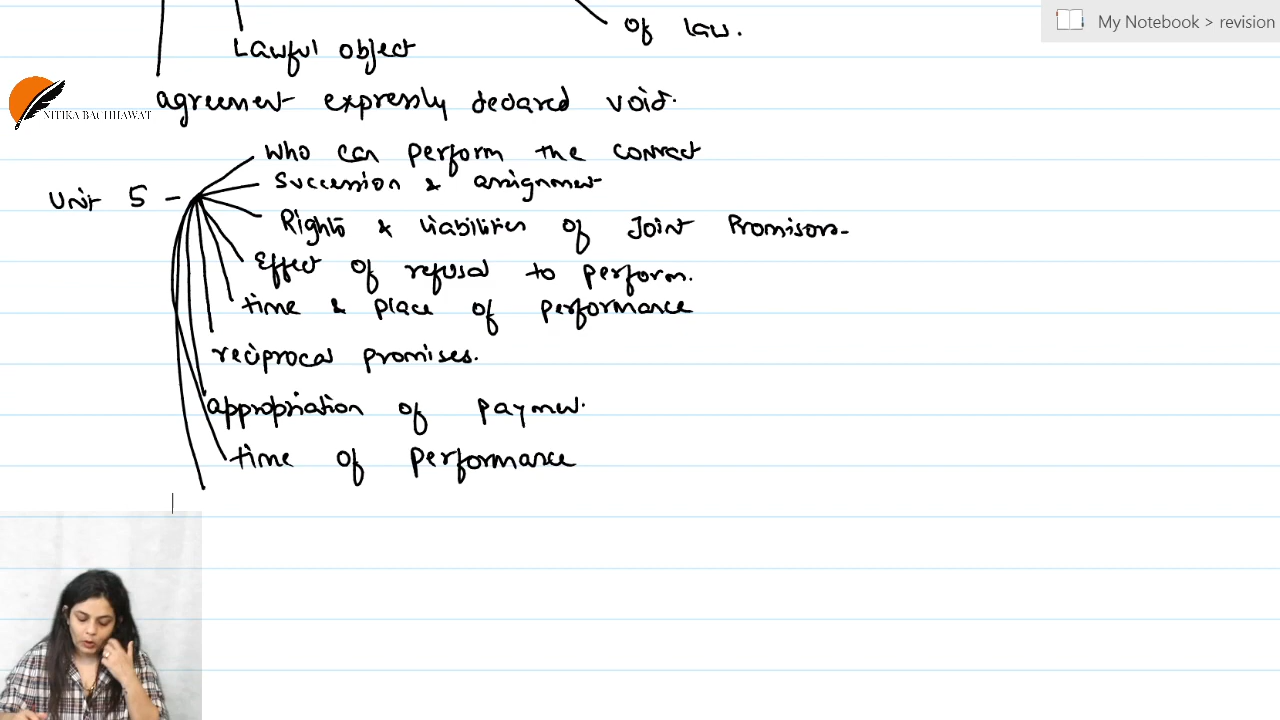 My Notebook > revision
of law.
Lawful object
NITIKA BACHHAWAT
agreement expressly declared void.
Who can perform the contract
Succession & assignment
Unit 5 -
Rights & liabilities of Joint Promisors.
Effect of refusal to perform.
time & place of performance
reciprocal promises.
appropriation of payment.
time of performance